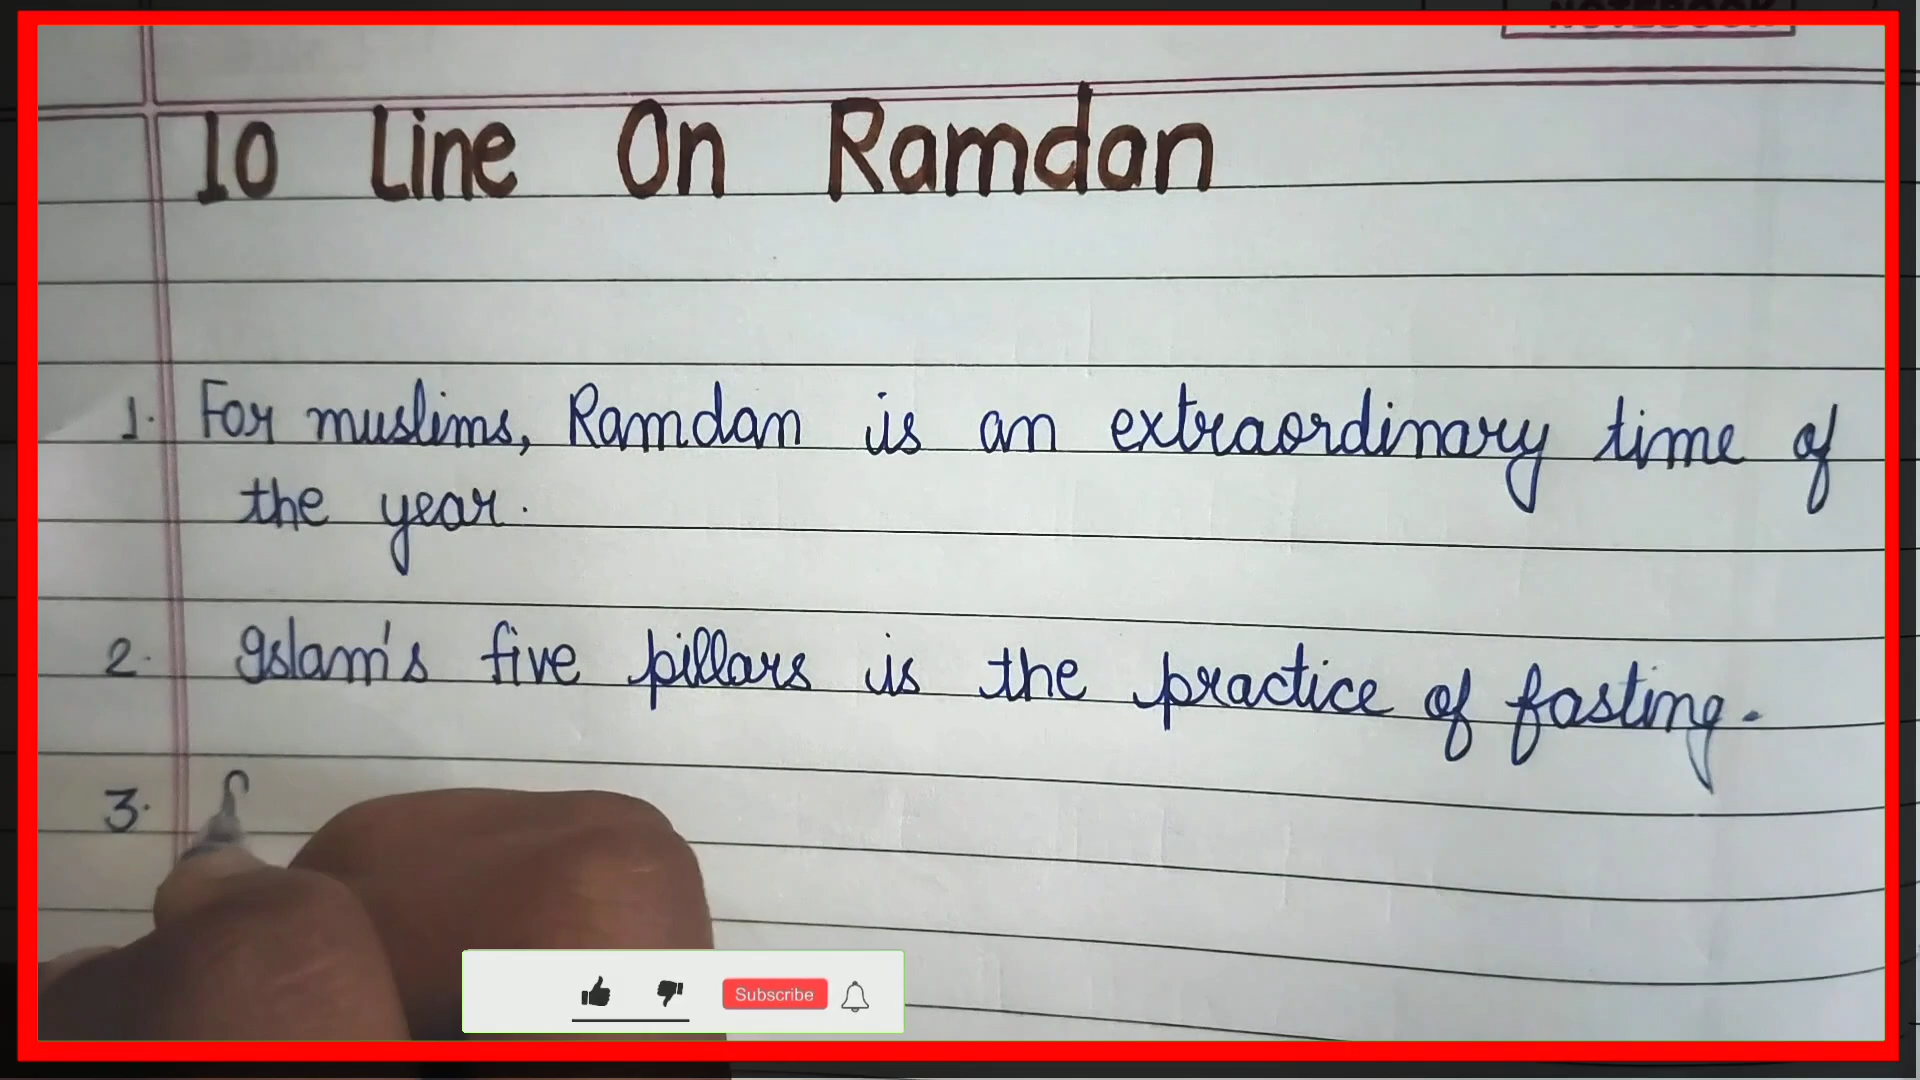 NOTEBOOK
10 Line On Ramdan
1. For muslims, Ramdan is an extraordinary time of
the year.
2. Islam's five pillars is the practice of fasting.
3.
Subscribe